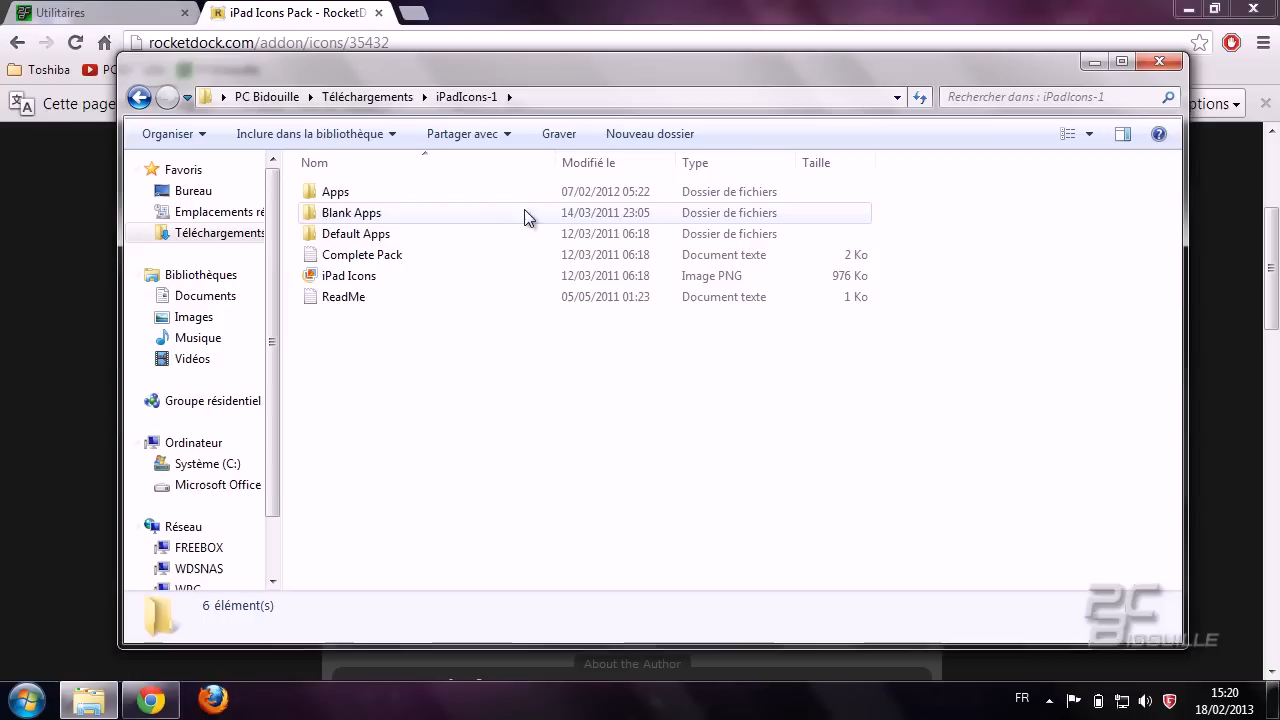 Utilitaires
iPad Icons Pack - RocketD
rocketdock.com/addon/icons/35432
Toshiba
Cette page
ptions
PC Bidouille
Téléchargements
iPadIcons-1
Rechercher dans : iPadIcons-1
Organiser
Inclure dans la bibliothèque
Partager avec
Graver
Nouveau dossier
Nom
Modifié le
Type
Taille
Favoris
Bureau
Emplacements ré
Téléchargements
Bibliothèques
Documents
Images
Musique
Vidéos
Groupe résidentiel
Ordinateur
Système (C:)
Microsoft Office
Réseau
FREEBOX
WDSNAS
Apps 07/02/2012 05:22 Dossier de fichiers
Blank Apps 14/03/2011 23:05 Dossier de fichiers
Default Apps 12/03/2011 06:18 Dossier de fichiers
Complete Pack 12/03/2011 06:18 Document texte 2 Ko
iPad Icons 12/03/2011 06:18 Image PNG 976 Ko
ReadMe 05/05/2011 01:23 Document texte 1 Ko
6 élément(s)
About the Author
FR
15:20
18/02/2013